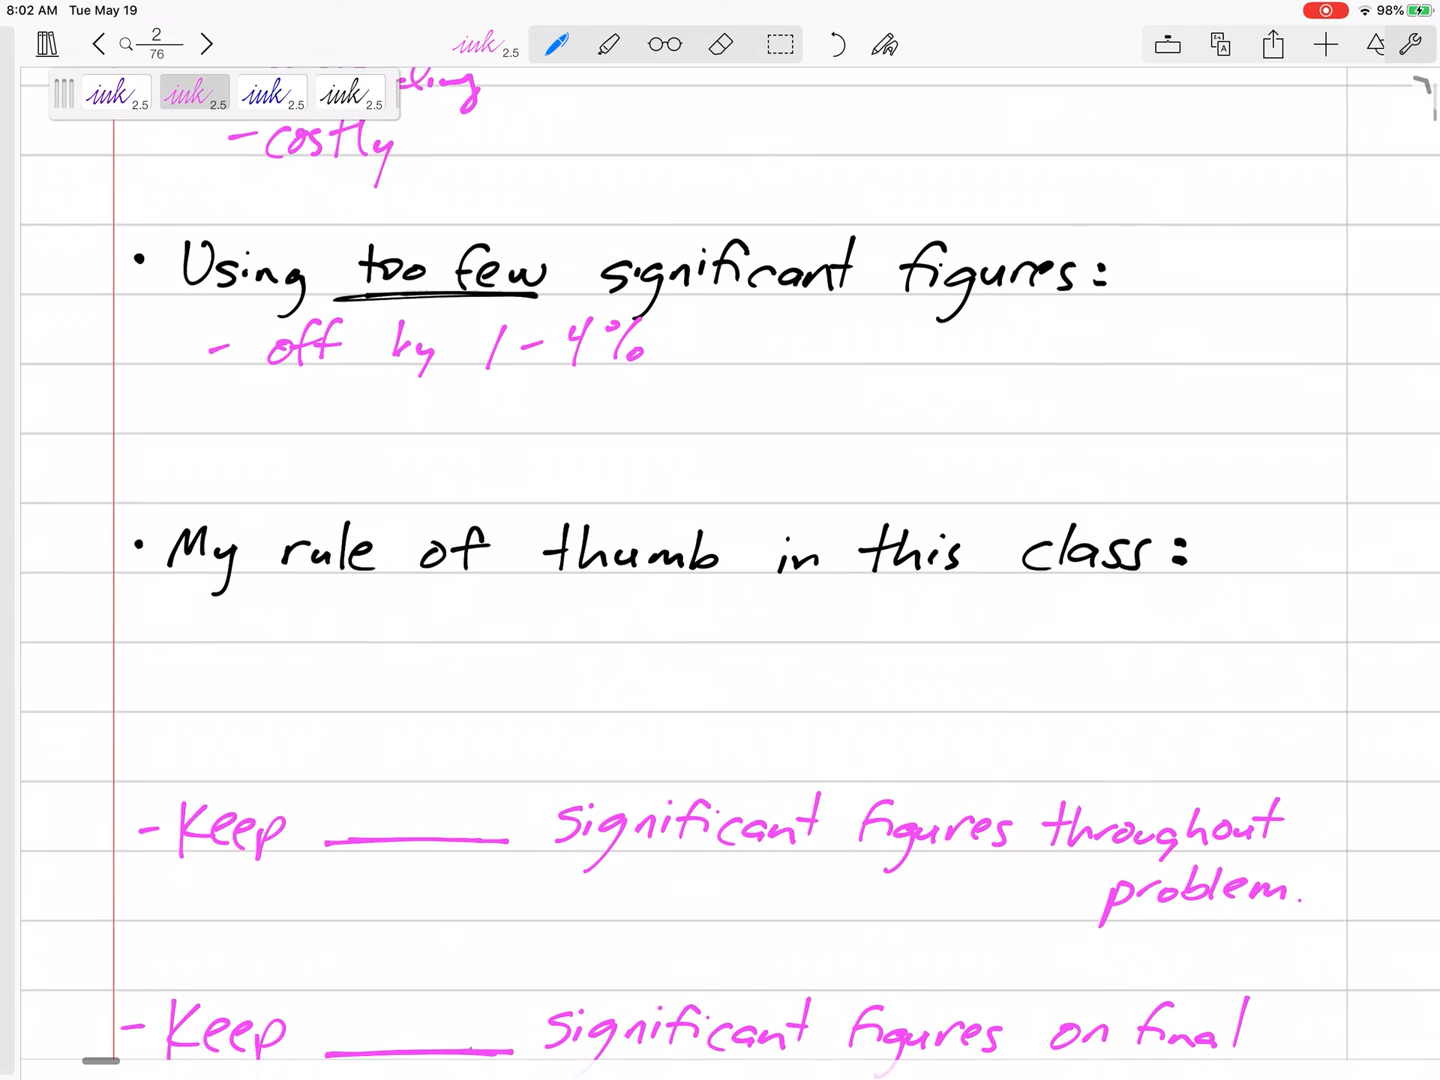 8:02 AM Tue May 19
98%
2
76
ink 2.5
ink 2.5 ink 2.5 ink 2.5 ink 2.5
- costly
• Using too few significant figures:
- off by 1-4%
• My rule of thumb in this class:
- Keep ____ significant figures throughout
problem.
- Keep ____ significant figures on final